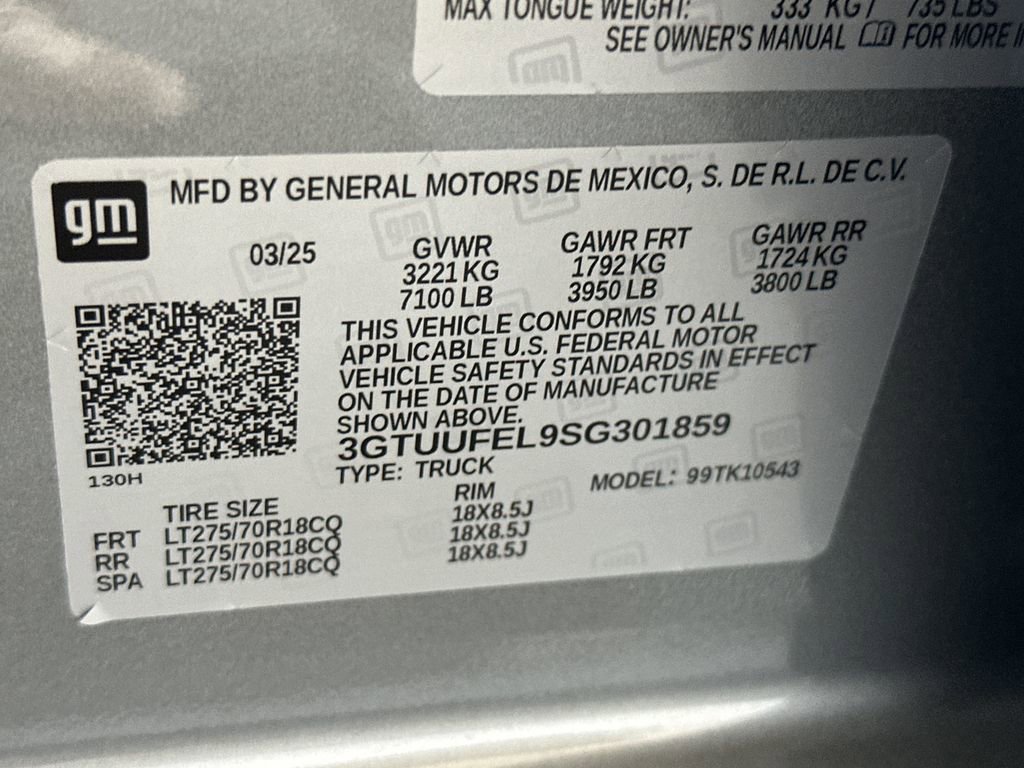 MAX TONGUE WEIGHT: 333 KG / 735 LBS
SEE OWNER'S MANUAL FOR MORE
gm
MFD BY GENERAL MOTORS DE MEXICO, S. DE R.L. DE C.V.
03/25 GVWR GAWR FRT GAWR RR
3221 KG 1792 KG 1724 KG
7100 LB 3950 LB 3800 LB
THIS VEHICLE CONFORMS TO ALL
APPLICABLE U.S. FEDERAL MOTOR
VEHICLE SAFETY STANDARDS IN EFFECT
ON THE DATE OF MANUFACTURE
SHOWN ABOVE.
3GTUUFEL9SG301859
130H
TYPE: TRUCK MODEL: 99TK10543
TIRE SIZE RIM
FRT LT275/70R18CQ 18X8.5J
RR LT275/70R18CQ 18X8.5J
SPA LT275/70R18CQ 18X8.5J